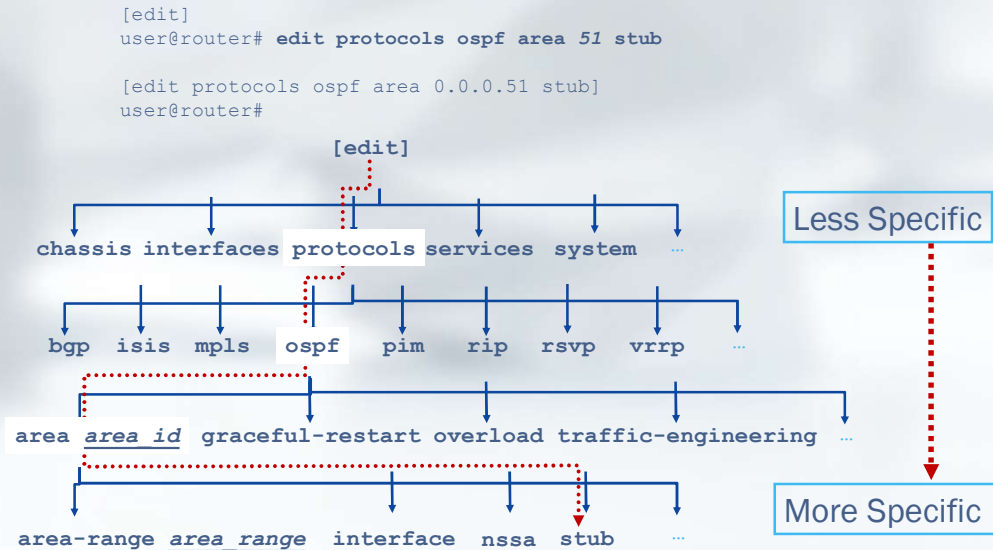 [edit]
user@router# edit protocols ospf area 51 stub
[edit protocols ospf area 0.0.0.51 stub]
user@router#
[edit]
Less Specific
chassis interfaces protocols services system …
bgp isis mpls ospf pim rip rsvp vrrp …
area area_id graceful-restart overload traffic-engineering …
More Specific
area-range area_range interface nssa stub …